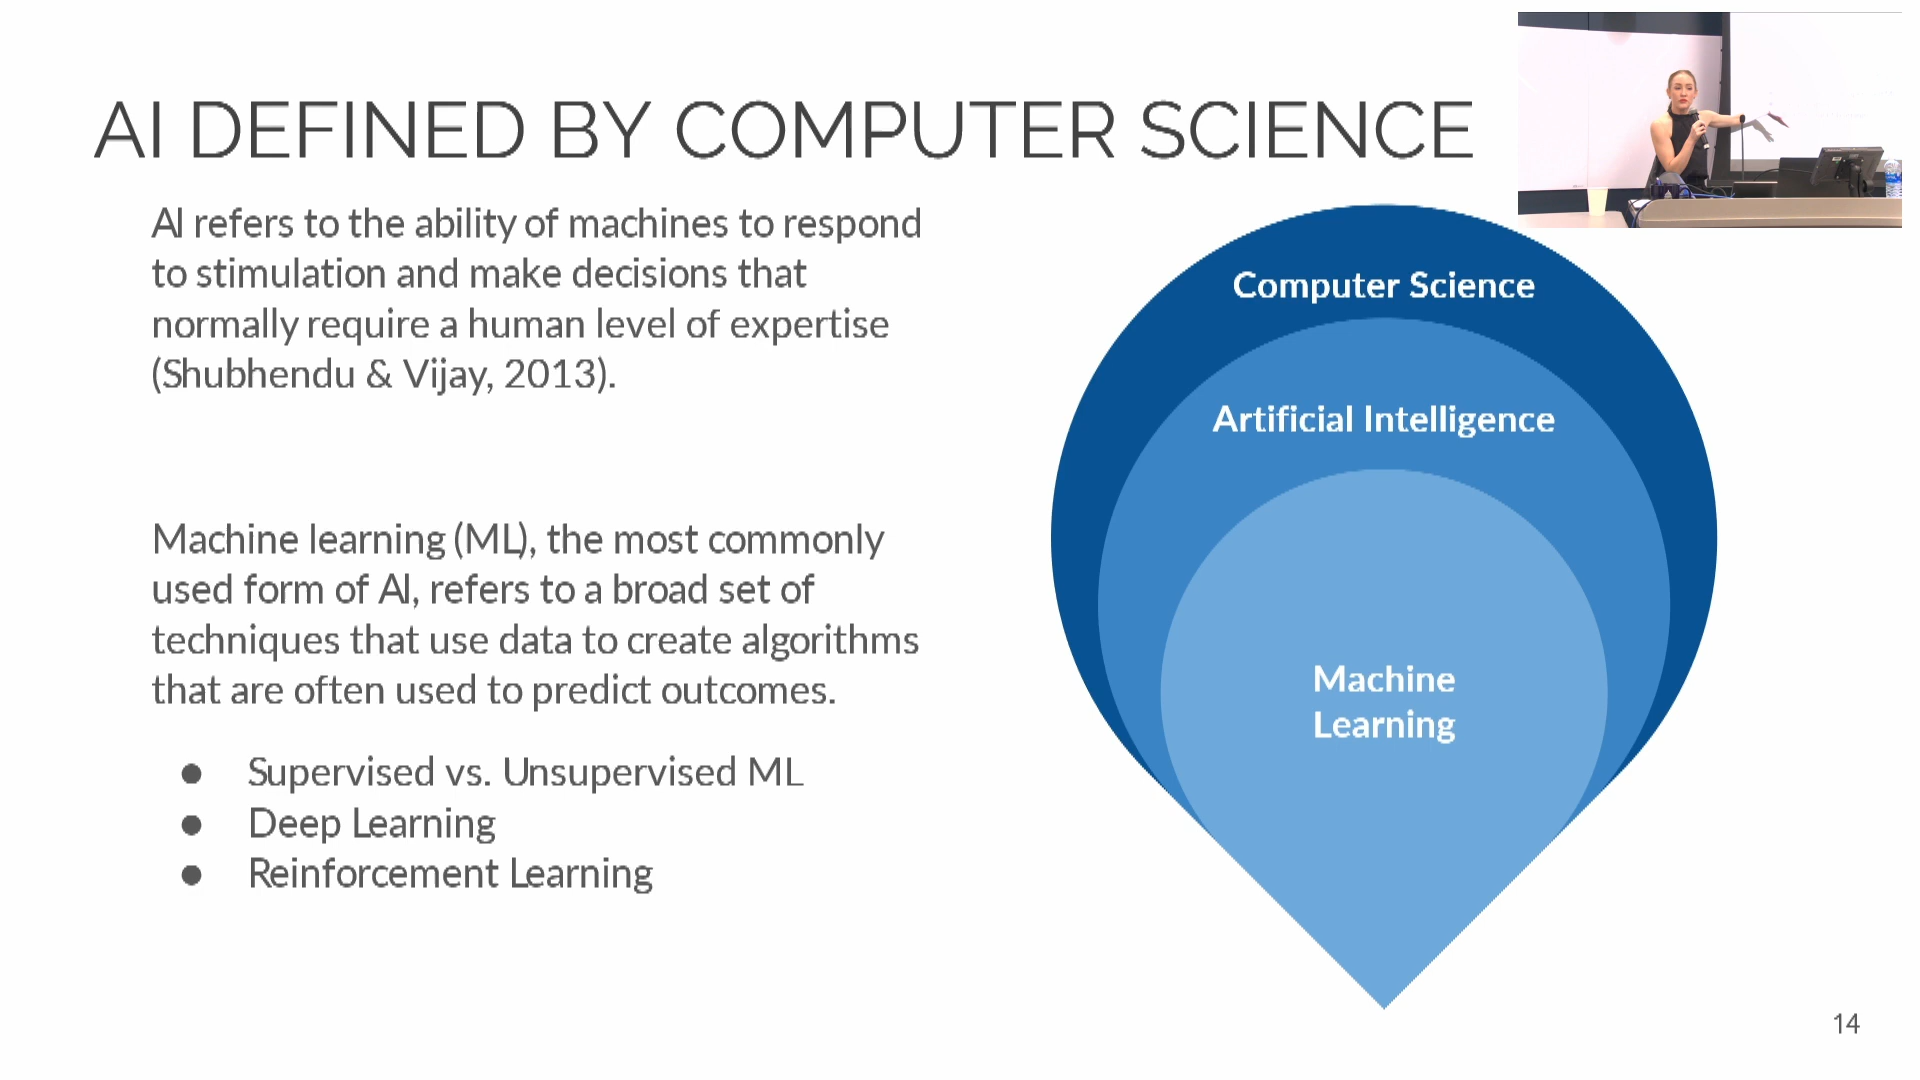 AI DEFINED BY COMPUTER SCIENCE
AI refers to the ability of machines to respond
to stimulation and make decisions that
normally require a human level of expertise
(Shubhendu & Vijay, 2013).
Machine learning (ML), the most commonly
used form of AI, refers to a broad set of
techniques that use data to create algorithms
that are often used to predict outcomes.
● Supervised vs. Unsupervised ML
● Deep Learning
● Reinforcement Learning
Computer Science
Artificial Intelligence
Machine
Learning
14